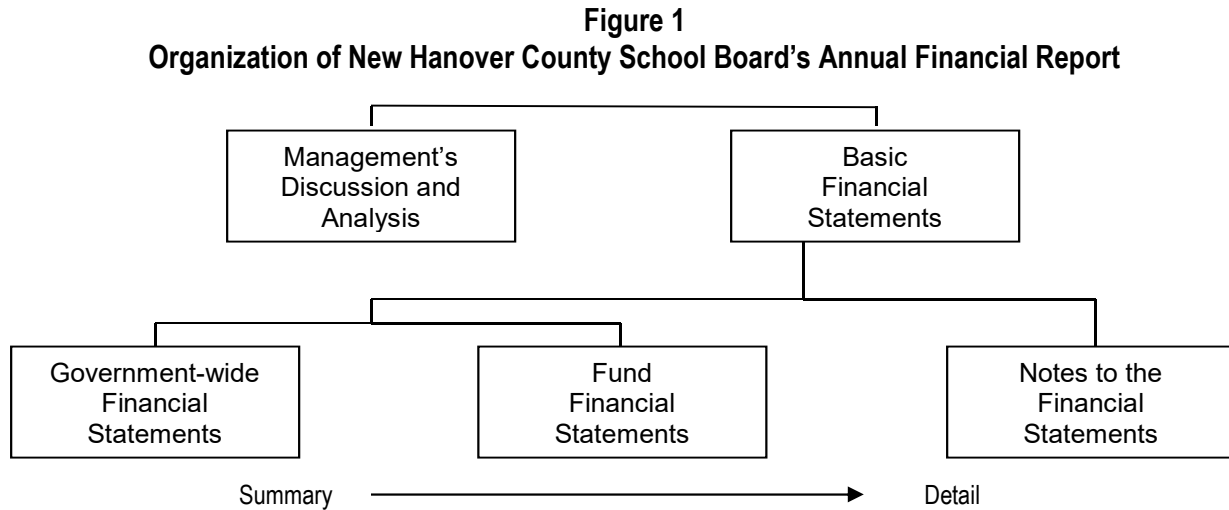 Figure 1
Organization of New Hanover County School Board’s Annual Financial Report
Management’s
Discussion and
Analysis
Basic
Financial
Statements
Government-wide
Financial
Statements
Fund
Financial
Statements
Notes to the
Financial
Statements
Summary
Detail